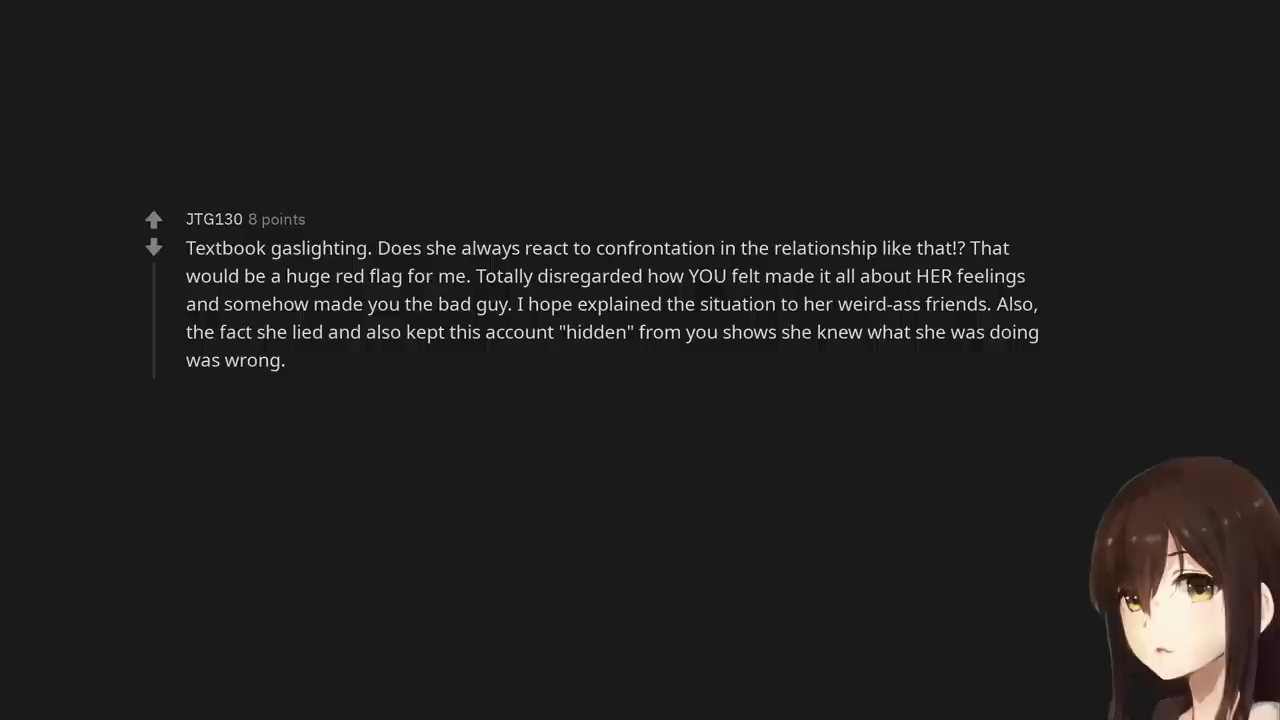 JTG130 8 points
Textbook gaslighting. Does she always react to confrontation in the relationship like that!? That
would be a huge red flag for me. Totally disregarded how YOU felt made it all about HER feelings
and somehow made you the bad guy. I hope explained the situation to her weird-ass friends. Also,
the fact she lied and also kept this account "hidden" from you shows she knew what she was doing
was wrong.